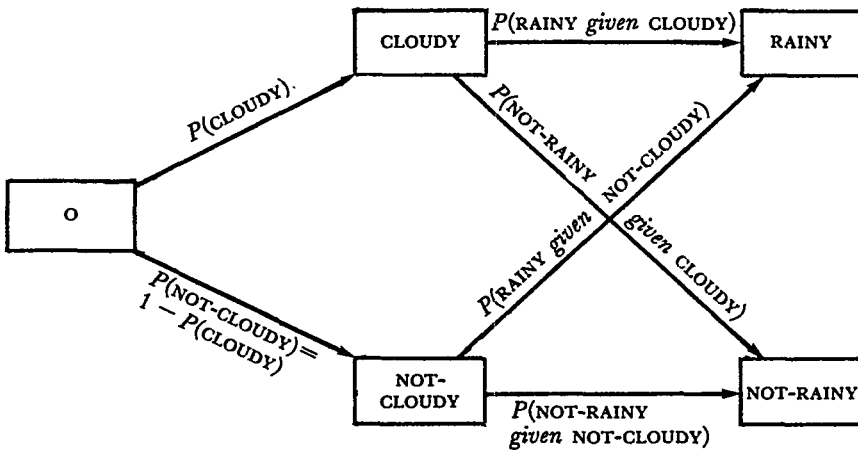 CLOUDY
P(RAINY given CLOUDY)
RAINY
P(CLOUDY).
P(NOT-RAINY given CLOUDY)
P(RAINY given NOT-CLOUDY)
O
P(NOT-CLOUDY)=
1 − P(CLOUDY)
NOT-
CLOUDY
P(NOT-RAINY
given NOT-CLOUDY)
NOT-RAINY